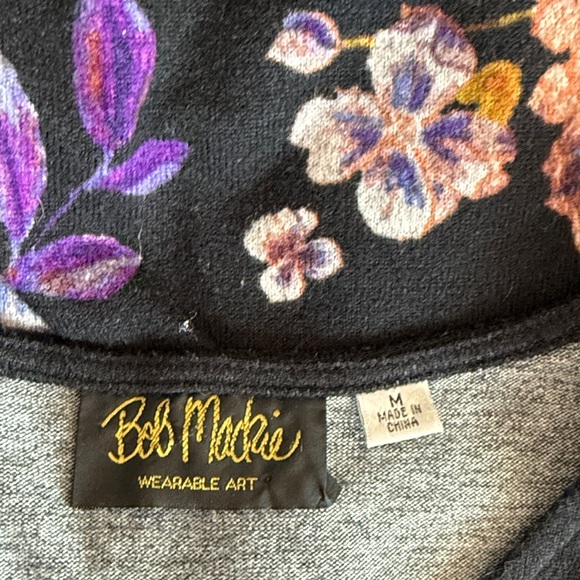 Bob Mackie
WEARABLE ART
M
MADE IN
CHINA